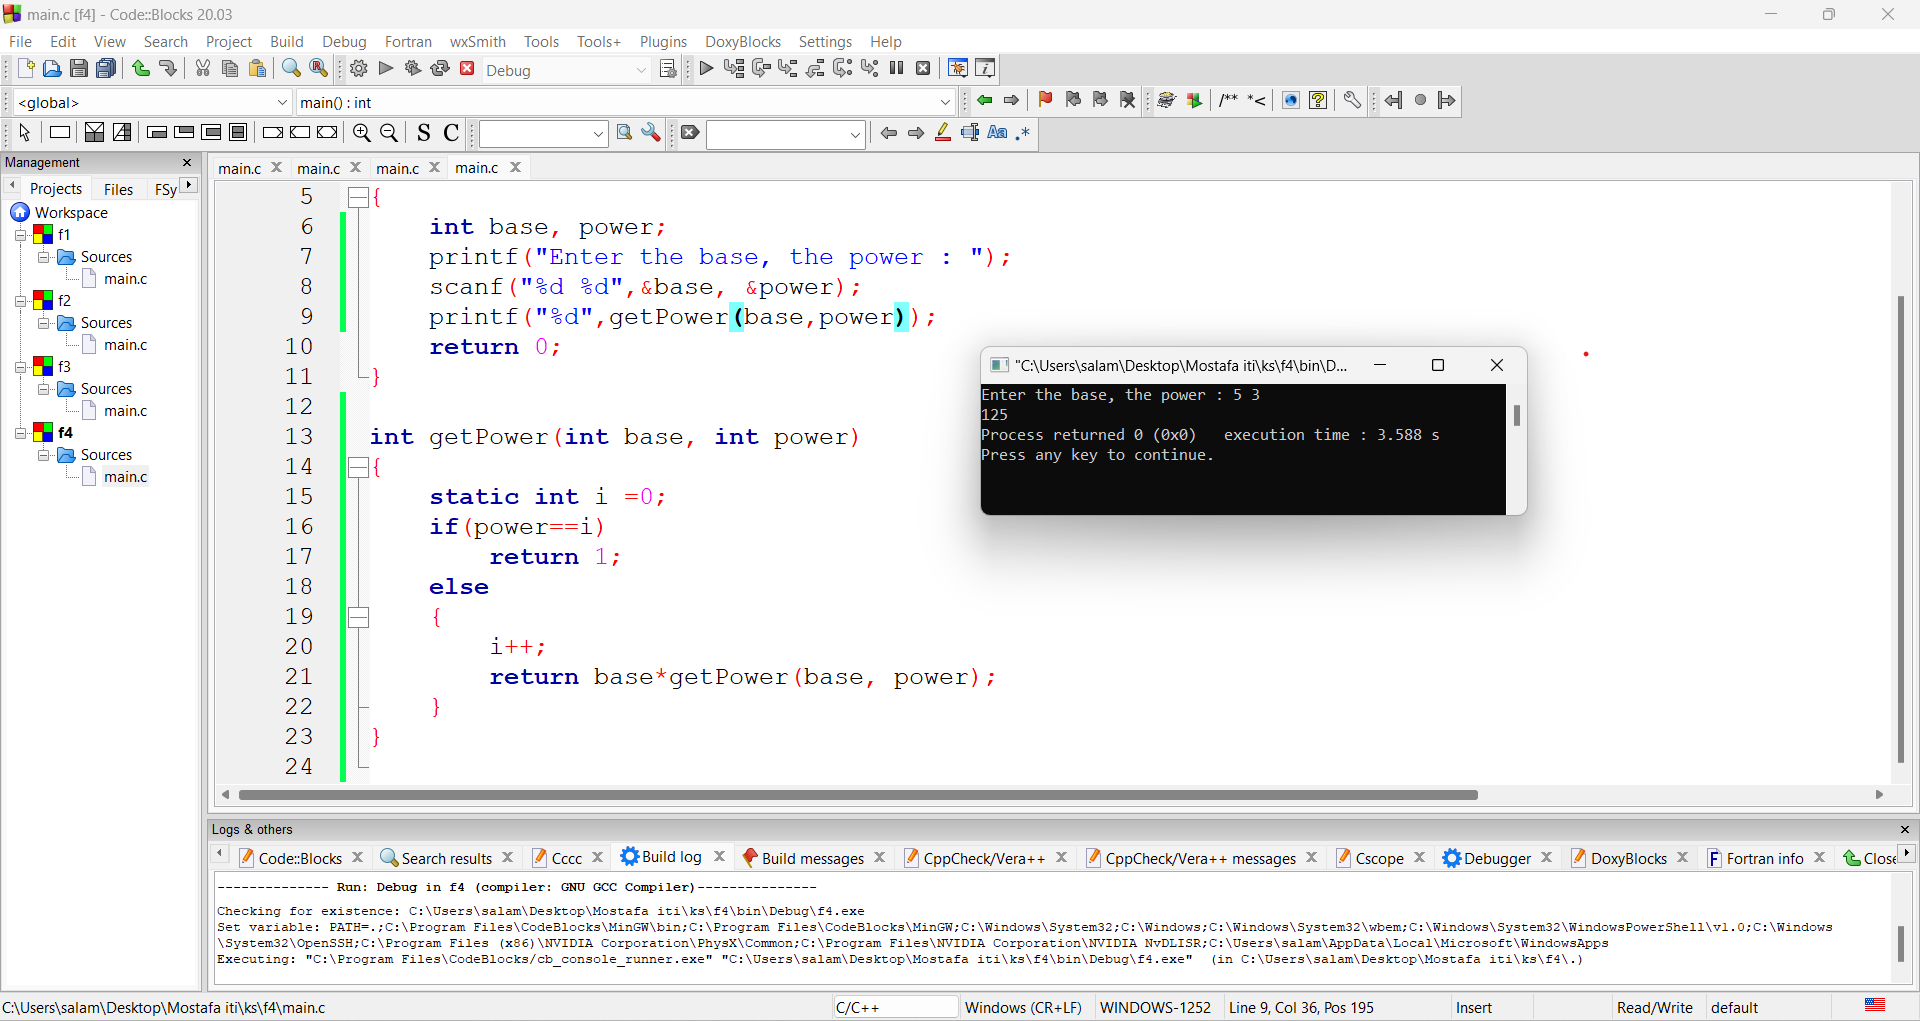 main.c [f4] - Code::Blocks 20.03
File Edit View Search Project Build Debug Fortran wxSmith Tools Tools+ Plugins DoxyBlocks Settings Help
Debug
<global> main() : int
/** *<
S C Aa .*
Management
Projects Files FSy
Workspace
f1
Sources
main.c
f2
Sources
main.c
f3
Sources
main.c
f4
Sources
main.c
main.c main.c main.c main.c
5 {
6 int base, power;
7 printf("Enter the base, the power : ");
8 scanf("%d %d",&base, &power);
9 printf("%d",getPower(base,power));
10 return 0;
11 }
12
13 int getPower(int base, int power)
14 {
15 static int i =0;
16 if(power==i)
17 return 1;
18 else
19 {
20 i++;
21 return base*getPower(base, power);
22 }
23 }
24
"C:\Users\salam\Desktop\Mostafa iti\ks\f4\bin\D...
Enter the base, the power : 5 3
125
Process returned 0 (0x0)   execution time : 3.588 s
Press any key to continue.
Logs & others
Code::Blocks Search results Cccc Build log Build messages CppCheck/Vera++ CppCheck/Vera++ messages Cscope Debugger DoxyBlocks Fortran info Close
-------------- Run: Debug in f4 (compiler: GNU GCC Compiler)---------------
Checking for existence: C:\Users\salam\Desktop\Mostafa iti\ks\f4\bin\Debug\f4.exe
Set variable: PATH=.;C:\Program Files\CodeBlocks\MinGW\bin;C:\Program Files\CodeBlocks\MinGW;C:\Windows\System32;C:\Windows;C:\Windows\System32\wbem;C:\Windows\System32\WindowsPowerShell\v1.0;C:\Windows
\System32\OpenSSH;C:\Program Files (x86)\NVIDIA Corporation\PhysX\Common;C:\Program Files\NVIDIA Corporation\NVIDIA NvDLISR;C:\Users\salam\AppData\Local\Microsoft\WindowsApps
Executing: "C:\Program Files\CodeBlocks/cb_console_runner.exe" "C:\Users\salam\Desktop\Mostafa iti\ks\f4\bin\Debug\f4.exe"  (in C:\Users\salam\Desktop\Mostafa iti\ks\f4\.)
C:\Users\salam\Desktop\Mostafa iti\ks\f4\main.c C/C++ Windows (CR+LF) WINDOWS-1252 Line 9, Col 36, Pos 195 Insert Read/Write default